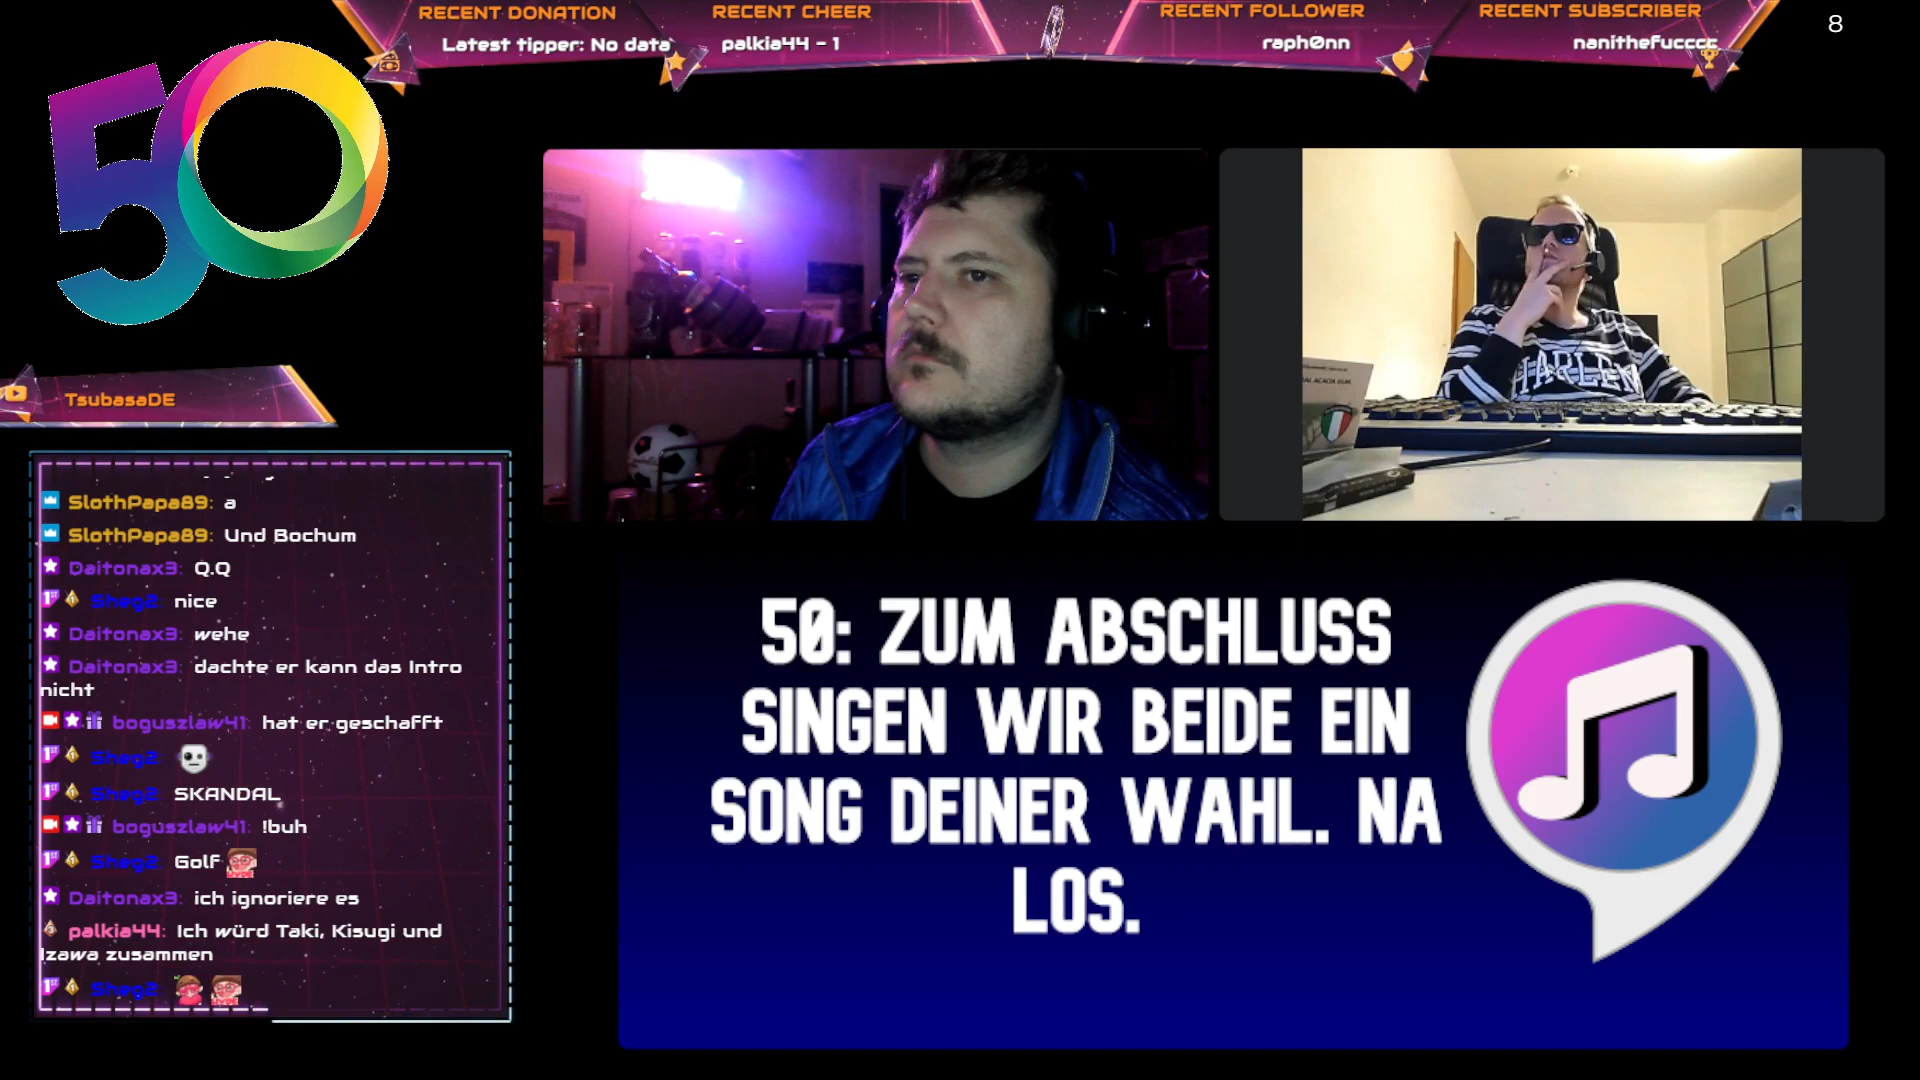 RECENT DONATION
Latest tipper: No data
RECENT CHEER
palkia44 - 1
RECENT FOLLOWER
raph0nn
RECENT SUBSCRIBER
nanithefucccc
8
50
TsubasaDE
SlothPapa89: a
SlothPapa89: Und Bochum
Daitonax3: Q.Q
Sheg2: nice
Daitonax3: wehe
Daitonax3: dachte er kann das Intro
nicht
boguszlaw41: hat er geschafft
Sheg2:
Sheg2: SKANDAL
boguszlaw41: !buh
Sheg2: Golf
Daitonax3: ich ignoriere es
palkia44: Ich würd Taki, Kisugi und
Izawa zusammen
Sheg2:
HARLEM
50: ZUM ABSCHLUSS
SINGEN WIR BEIDE EIN
SONG DEINER WAHL. NA
LOS.